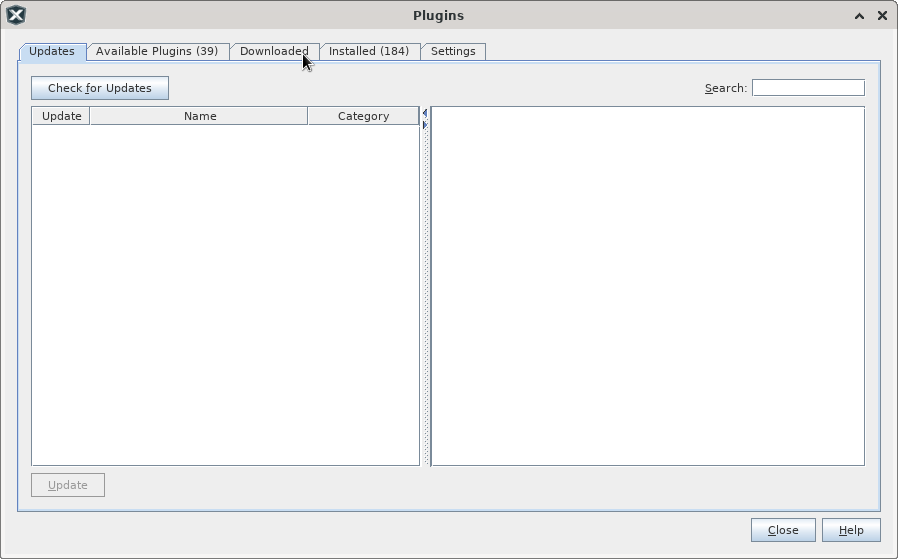 Plugins
Updates Available Plugins (39) Downloaded Installed (184) Settings
Check for Updates Search:
Update Name Category
Update
Close Help